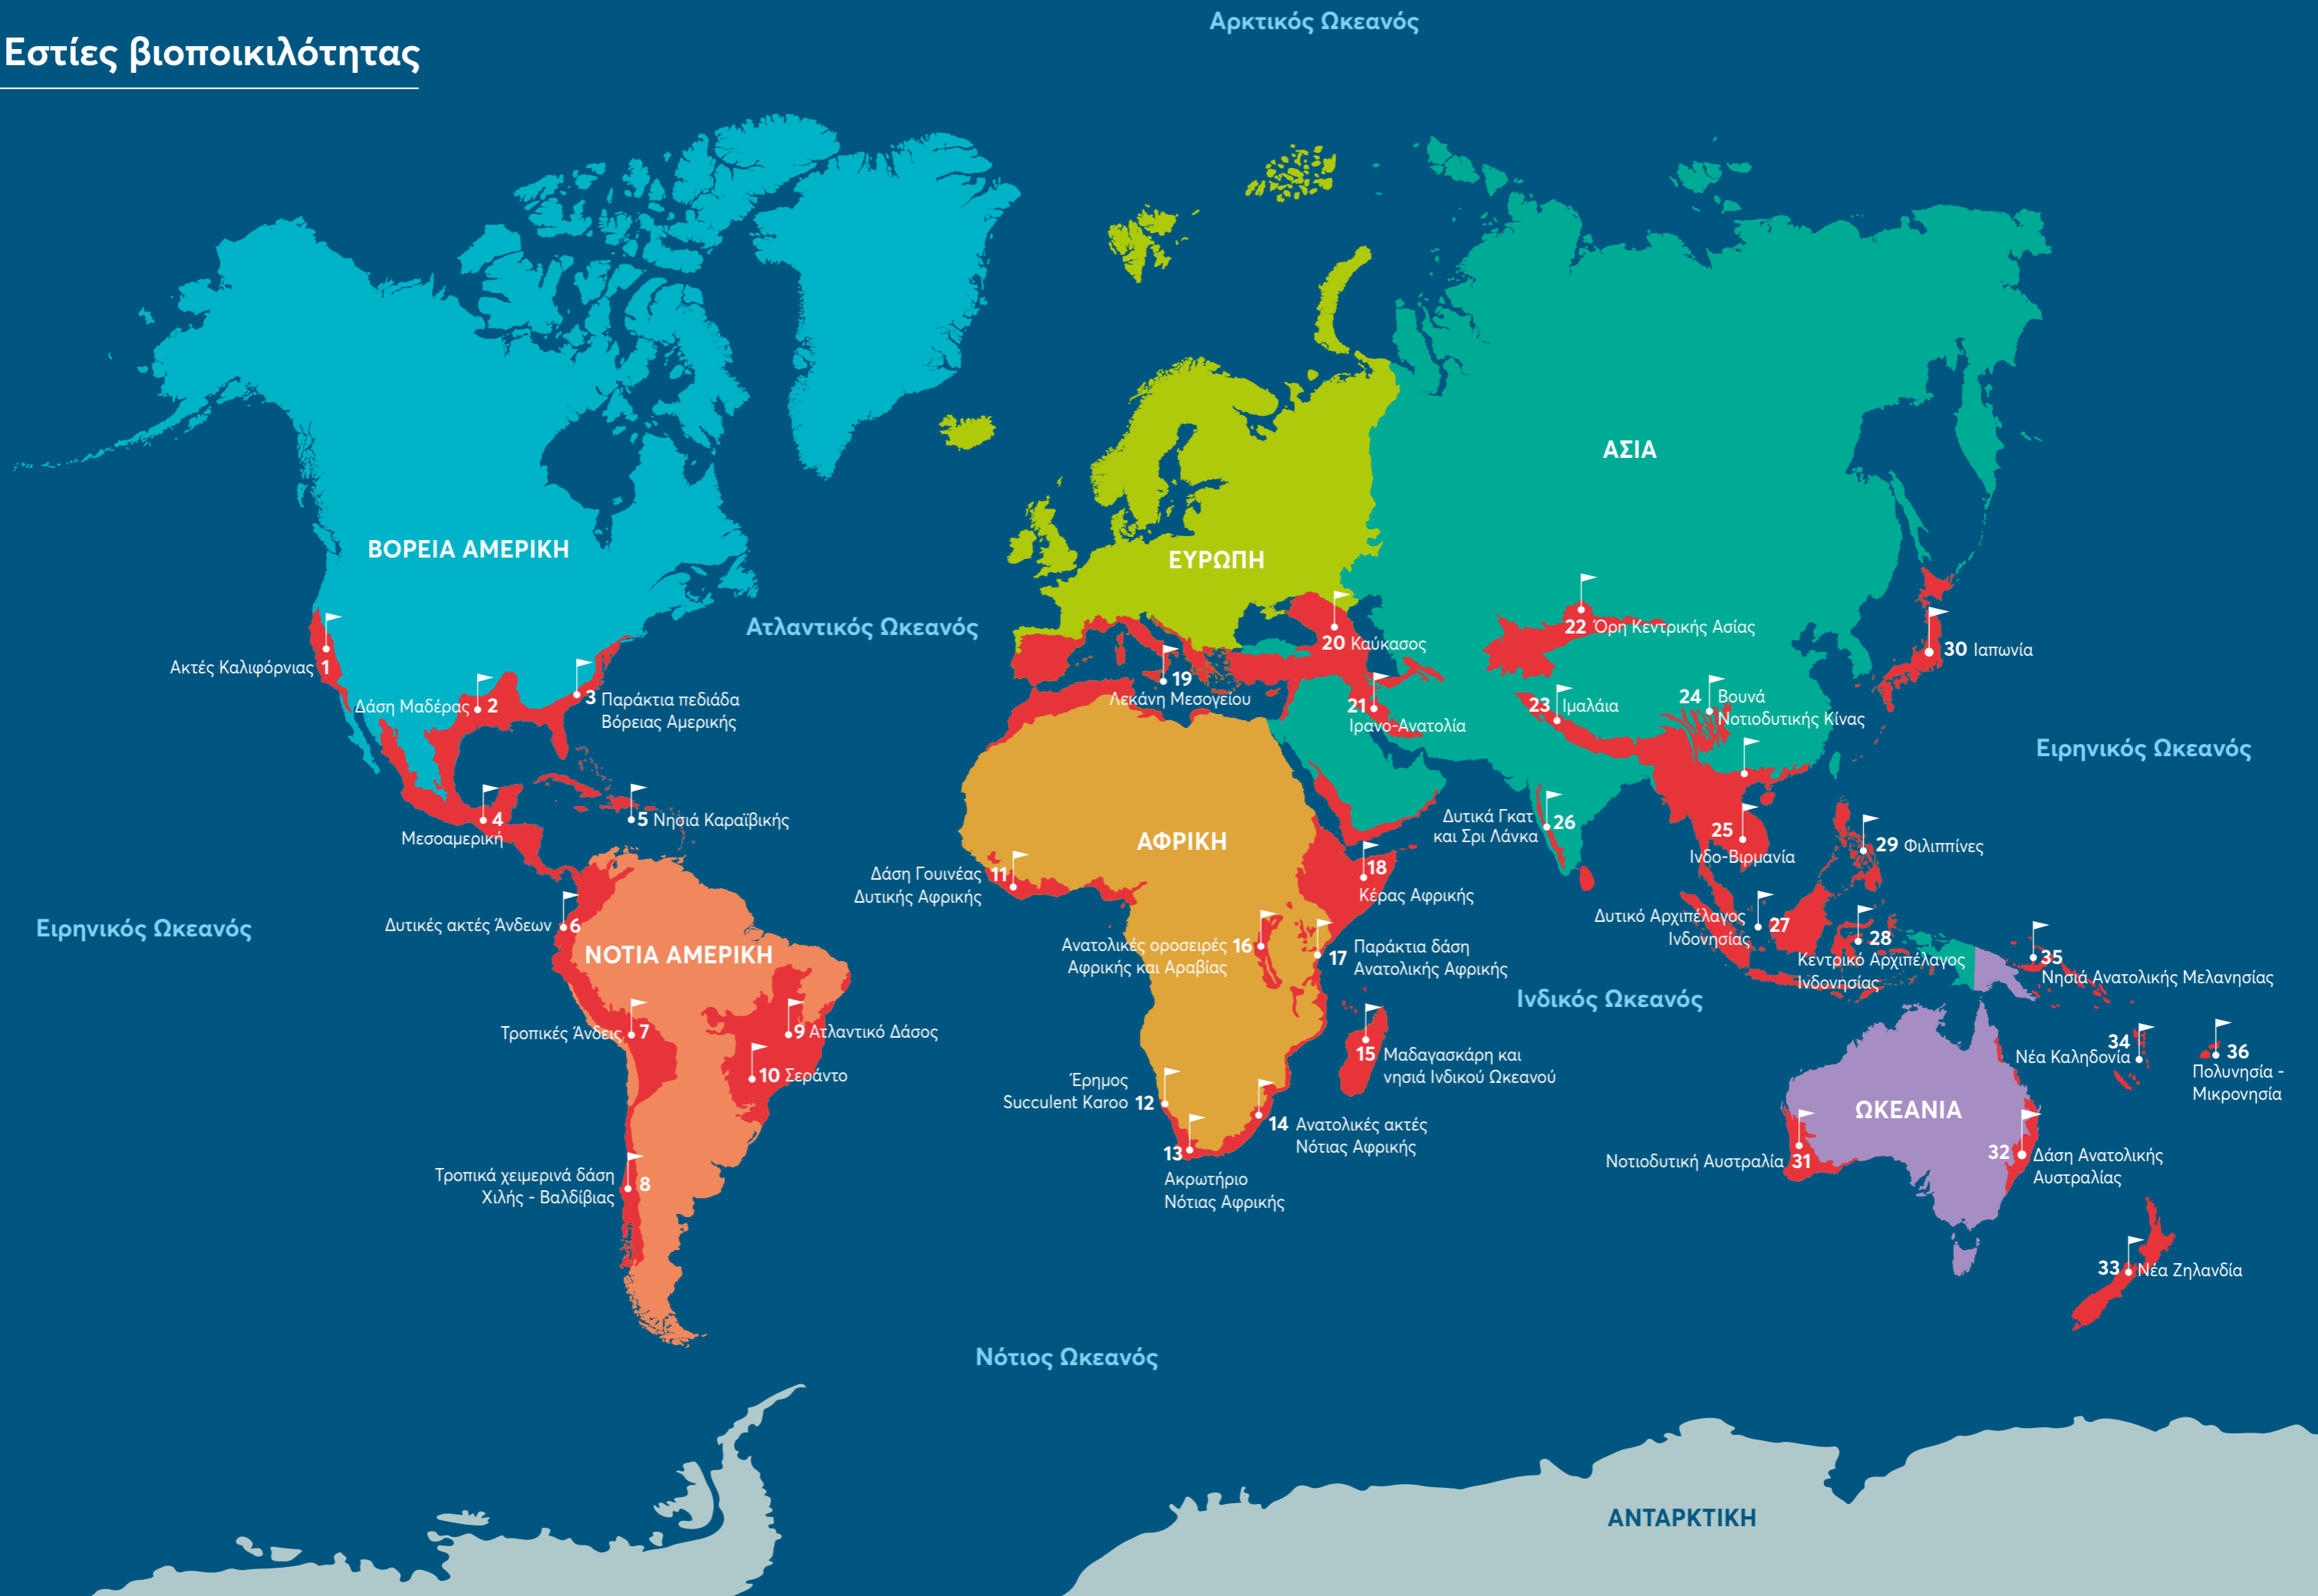 Αρκτικός Ωκεανός
Εστίες βιοποικιλότητας
ΑΣΙΑ
ΒΟΡΕΙΑ ΑΜΕΡΙΚΗ
ΕΥΡΩΠΗ
Ατλαντικός Ωκεανός
Ακτές Καλιφόρνιας 1
Δάση Μαδέρας 2
3 Παράκτια πεδιάδα
Βόρειας Αμερικής
4
Μεσοαμερική
5 Νησιά Καραϊβικής
19
Λεκάνη Μεσογείου
20 Καύκασος
21
Ιρανο-Ανατολία
22 Όρη Κεντρικής Ασίας
23 Ιμαλάια
24 Βουνά
Νοτιοδυτικής Κίνας
30 Ιαπωνία
Ειρηνικός Ωκεανός
25
Ινδο-Βιρμανία
Δυτικά Γκατ
και Σρι Λάνκα
26
29 Φιλιππίνες
ΑΦΡΙΚΗ
Δάση Γουινέας
Δυτικής Αφρικής
11
18
Κέρας Αφρικής
Ειρηνικός Ωκεανός
Δυτικές ακτές Άνδεων 6
ΝΟΤΙΑ ΑΜΕΡΙΚΗ
Ανατολικές οροσειρές
Αφρικής και Αραβίας
16
17 Παράκτια δάση
Ανατολικής Αφρικής
Δυτικό Αρχιπέλαγος
Ινδονησίας
27
28
Κεντρικό Αρχιπέλαγος
Ινδονησίας
35
Νησιά Ανατολικής Μελανησίας
Ινδικός Ωκεανός
Τροπικές Άνδεις 7
9 Ατλαντικό Δάσος
10 Σεράντο
15 Μαδαγασκάρη και
νησιά Ινδικού Ωκεανού
34
Νέα Καληδονία
36
Πολυνησία -
Μικρονησία
Έρημος
Succulent Karoo 12
13
Ακρωτήριο
Νότιας Αφρικής
14 Ανατολικές ακτές
Νότιας Αφρικής
ΩΚΕΑΝΙΑ
Νοτιοδυτική Αυστραλία 31
32 Δάση Ανατολικής
Αυστραλίας
Τροπικά χειμερινά δάση
Χιλής - Βαλδίβιας
8
33 Νέα Ζηλανδία
Νότιος Ωκεανός
ΑΝΤΑΡΚΤΙΚΗ